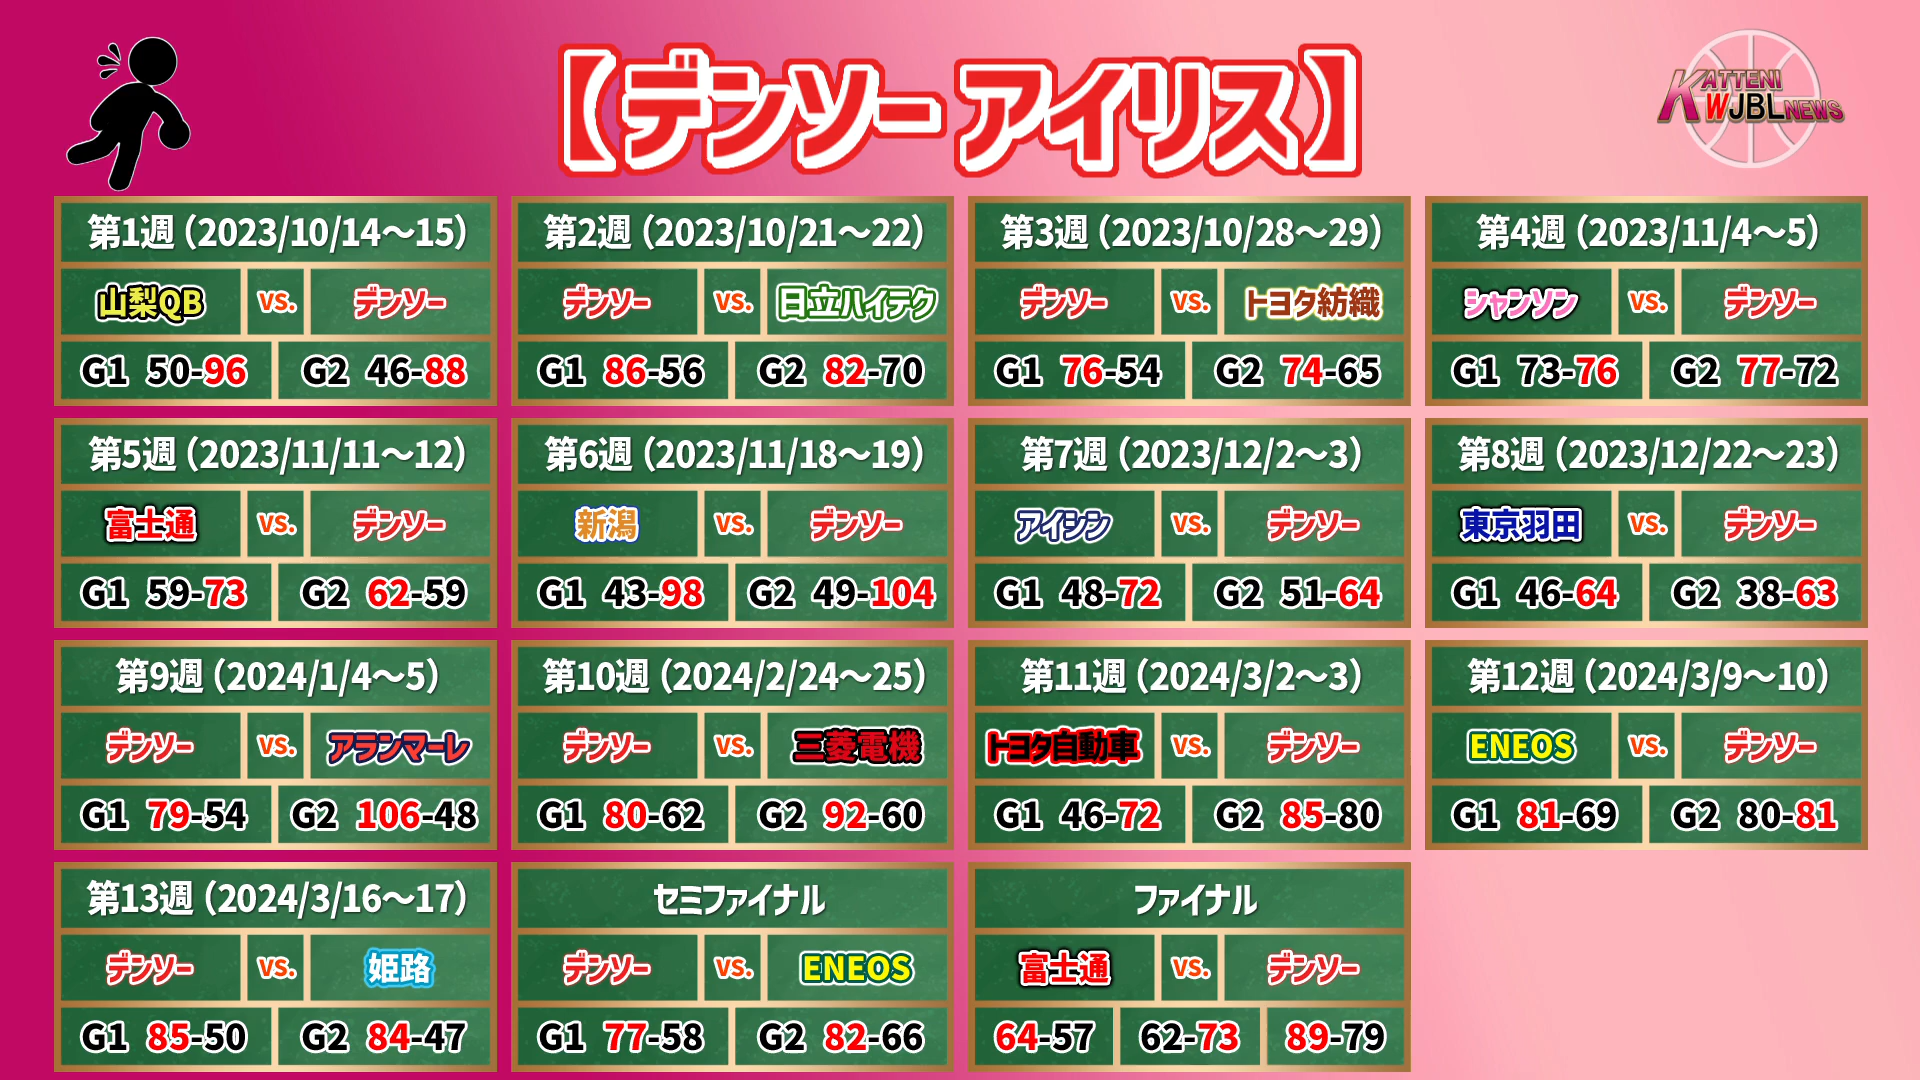 【デンソー アイリス】
KATTENI
WJBL NEWS
第1週（2023/10/14～15）
山梨QB vs. デンソー
G1 50-96 G2 46-88
第2週（2023/10/21～22）
デンソー vs. 日立ハイテク
G1 86-56 G2 82-70
第3週（2023/10/28～29）
デンソー vs. トヨタ紡織
G1 76-54 G2 74-65
第4週（2023/11/4～5）
シャンソン vs. デンソー
G1 73-76 G2 77-72
第5週（2023/11/11～12）
富士通 vs. デンソー
G1 59-73 G2 62-59
第6週（2023/11/18～19）
新潟 vs. デンソー
G1 43-98 G2 49-104
第7週（2023/12/2～3）
アイシン vs. デンソー
G1 48-72 G2 51-64
第8週（2023/12/22～23）
東京羽田 vs. デンソー
G1 46-64 G2 38-63
第9週（2024/1/4～5）
デンソー vs. アランマーレ
G1 79-54 G2 106-48
第10週（2024/2/24～25）
デンソー vs. 三菱電機
G1 80-62 G2 92-60
第11週（2024/3/2～3）
トヨタ自動車 vs. デンソー
G1 46-72 G2 85-80
第12週（2024/3/9～10）
ENEOS vs. デンソー
G1 81-69 G2 80-81
第13週（2024/3/16～17）
デンソー vs. 姫路
G1 85-50 G2 84-47
セミファイナル
デンソー vs. ENEOS
G1 77-58 G2 82-66
ファイナル
富士通 vs. デンソー
64-57 62-73 89-79